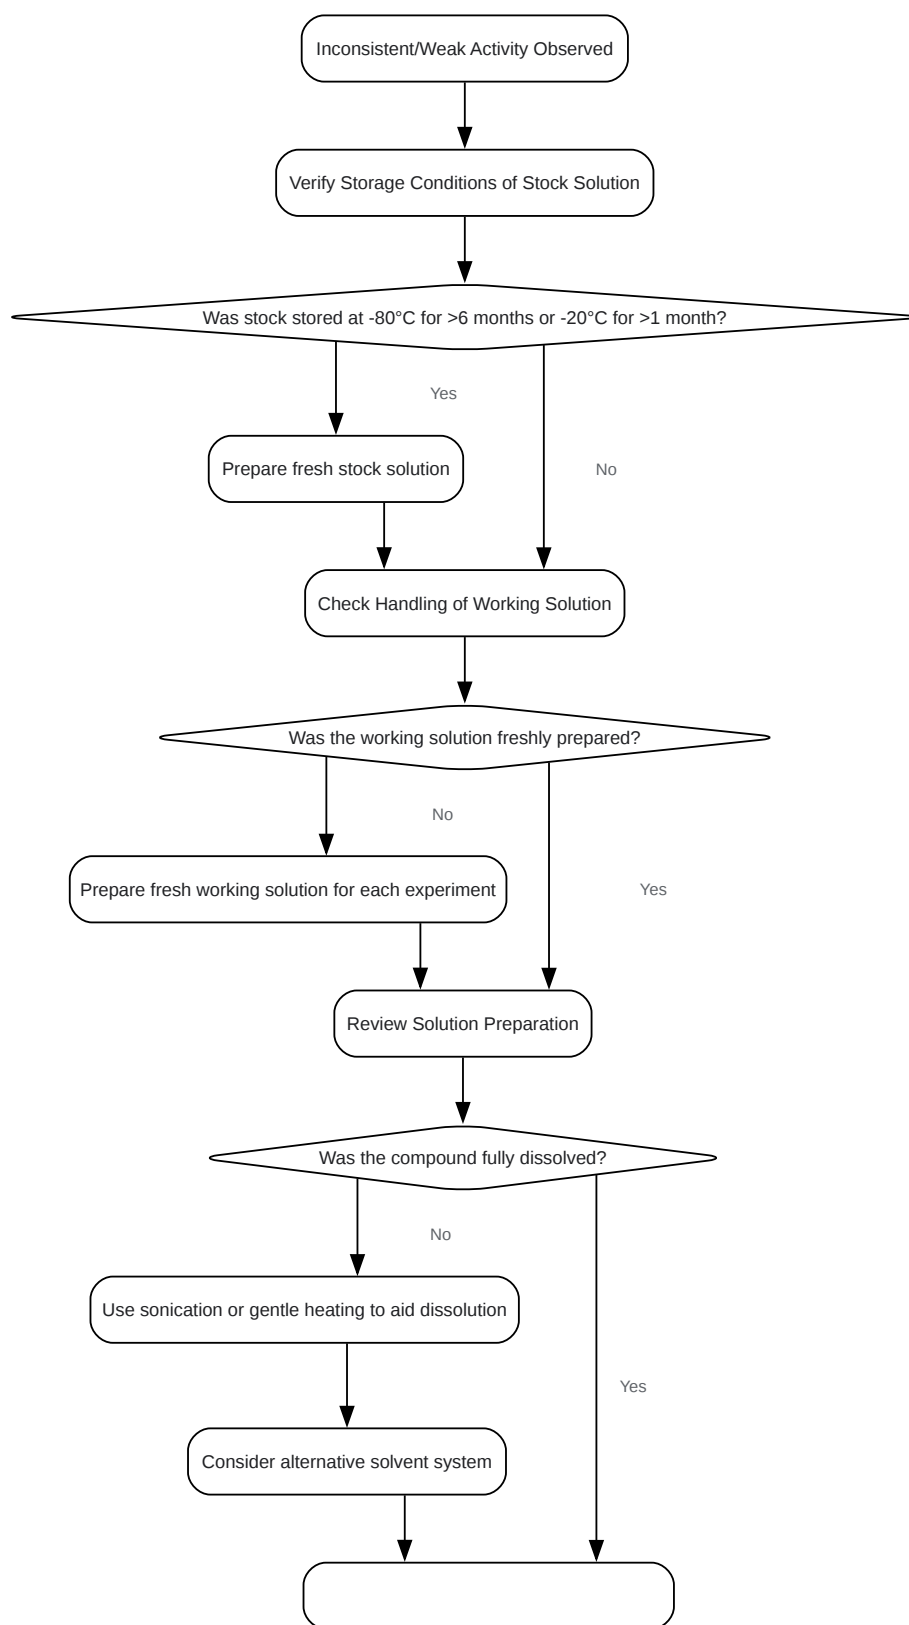 Inconsistent/Weak Activity Observed
Verify Storage Conditions of Stock Solution
Was stock stored at -80°C for >6 months or -20°C for >1 month?
Yes
Prepare fresh stock solution
No
Check Handling of Working Solution
Was the working solution freshly prepared?
No
Prepare fresh working solution for each experiment
Yes
Review Solution Preparation
Was the compound fully dissolved?
No
Use sonication or gentle heating to aid dissolution
Yes
Consider alternative solvent system